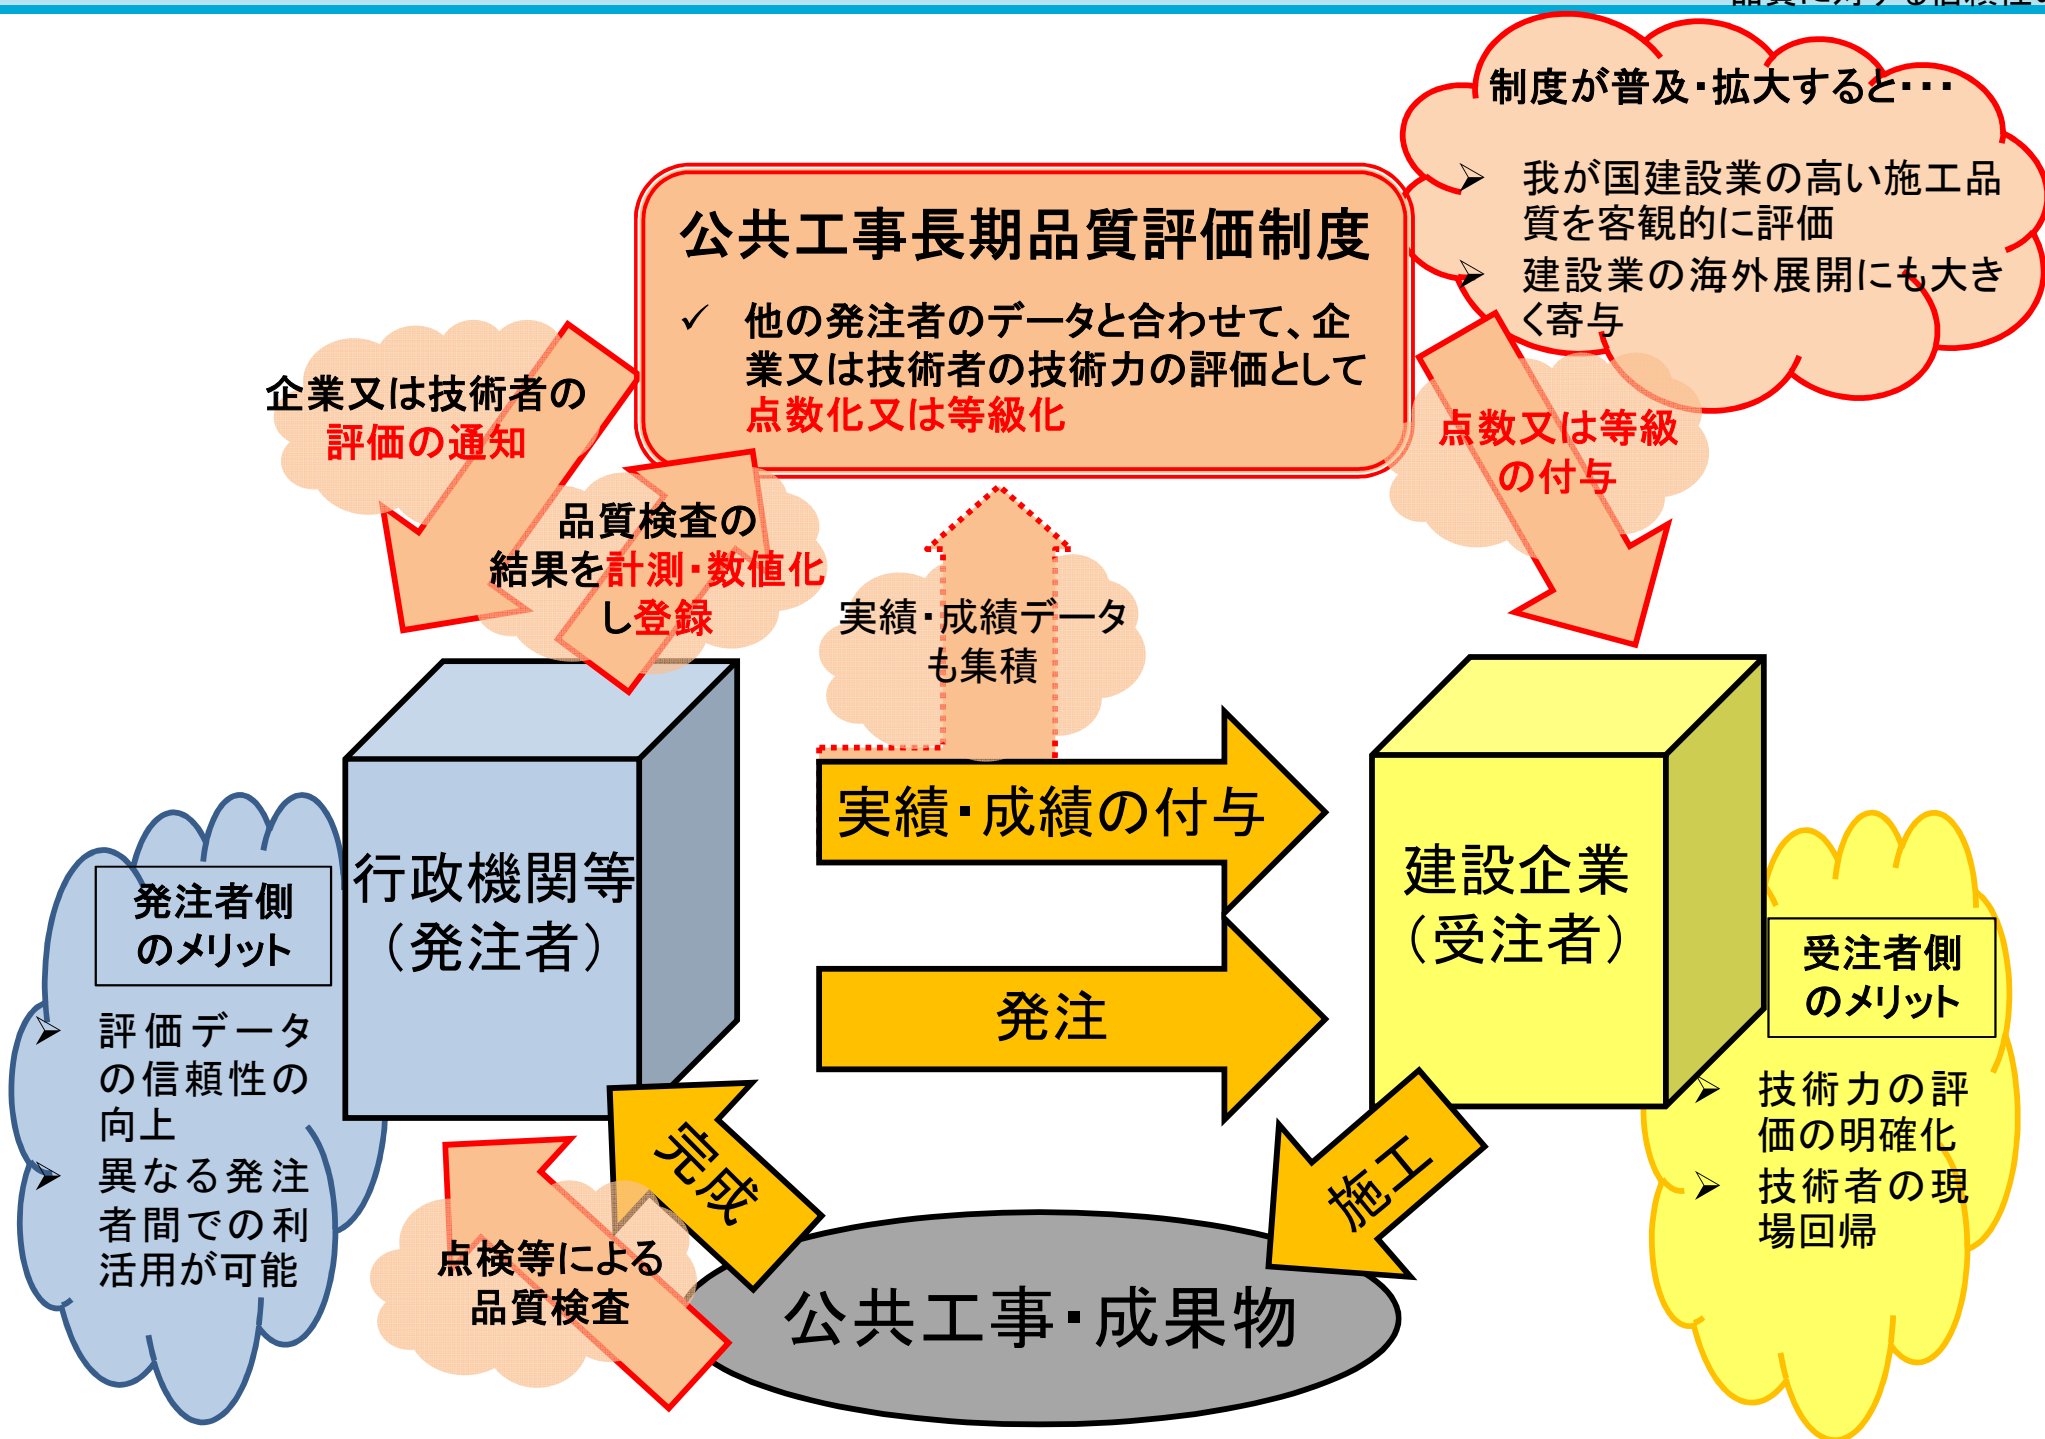 制度が普及・拡大すると・・・
➢ 我が国建設業の高い施工品
質を客観的に評価
➢ 建設業の海外展開にも大き
く寄与
公共工事長期品質評価制度
✓ 他の発注者のデータと合わせて、企
業又は技術者の技術力の評価として
点数化又は等級化
企業又は技術者の
評価の通知
点数又は等級
の付与
品質検査の
結果を計測・数値化
し登録
実績・成績データ
も集積
実績・成績の付与
行政機関等
（発注者）
建設企業
（受注者）
発注者側
のメリット
➢ 評価データ
の信頼性の
向上
➢ 異なる発注
者間での利
活用が可能
発注
受注者側
のメリット
➢ 技術力の評
価の明確化
➢ 技術者の現
場回帰
完成
施工
点検等による
品質検査
公共工事・成果物